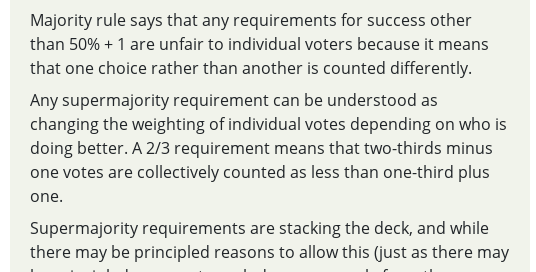 Majority rule says that any requirements for success other
than 50% + 1 are unfair to individual voters because it means
that one choice rather than another is counted differently.
Any supermajority requirement can be understood as
changing the weighting of individual votes depending on who is
doing better. A 2/3 requirement means that two-thirds minus
one votes are collectively counted as less than one-third plus
one.
Supermajority requirements are stacking the deck, and while
there may be principled reasons to allow this (just as there may